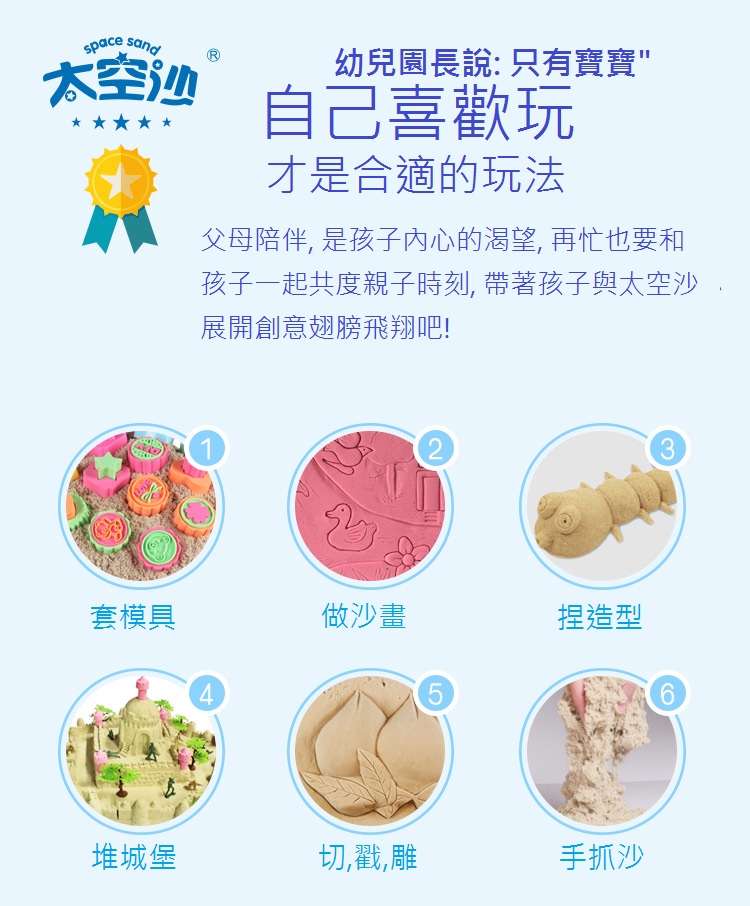 space sand
太空沙®
幼兒園長說: 只有寶寶"
自己喜歡玩
才是合適的玩法
父母陪伴, 是孩子內心的渴望, 再忙也要和
孩子一起共度親子時刻, 帶著孩子與太空沙
展開創意翅膀飛翔吧!
1
2
3
套模具
做沙畫
捏造型
4
5
6
堆城堡
切,戳,雕
手抓沙